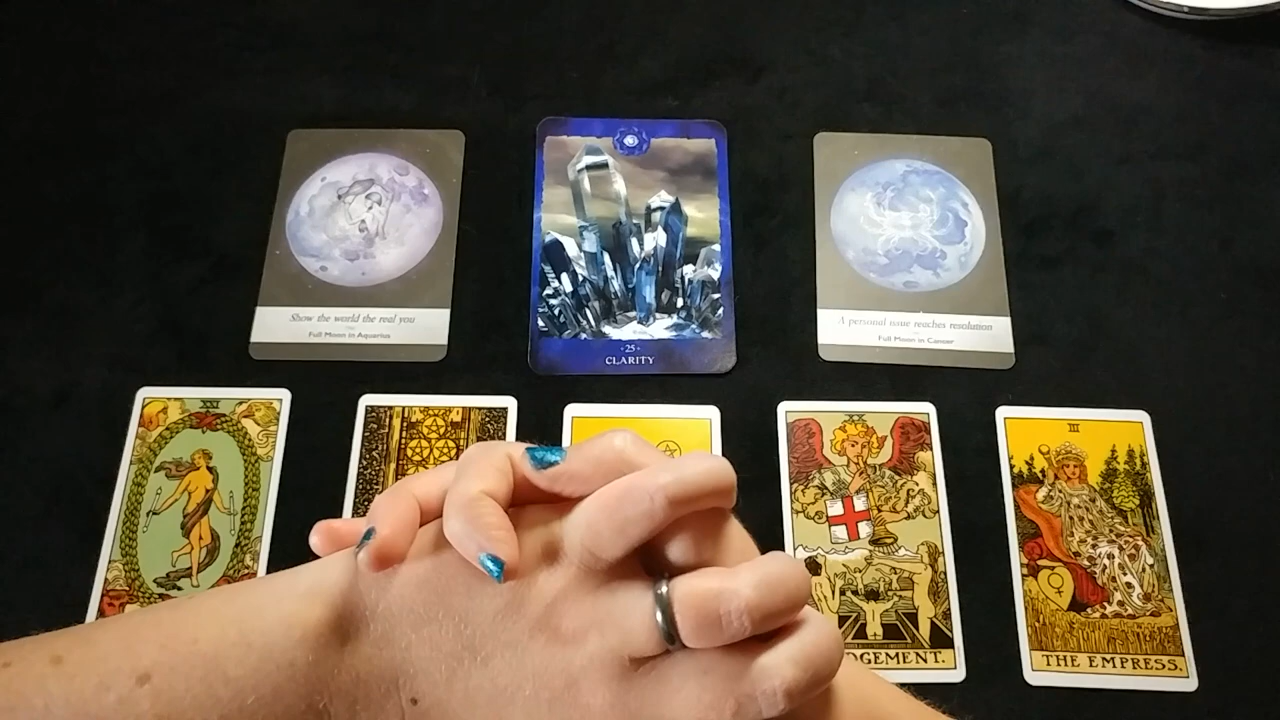 Show the world the real you
Full Moon in Aquarius
·25·
CLARITY
A personal issue reaches resolution
Full Moon in Cancer
XXI
XX
DGEMENT.
III
THE EMPRESS.